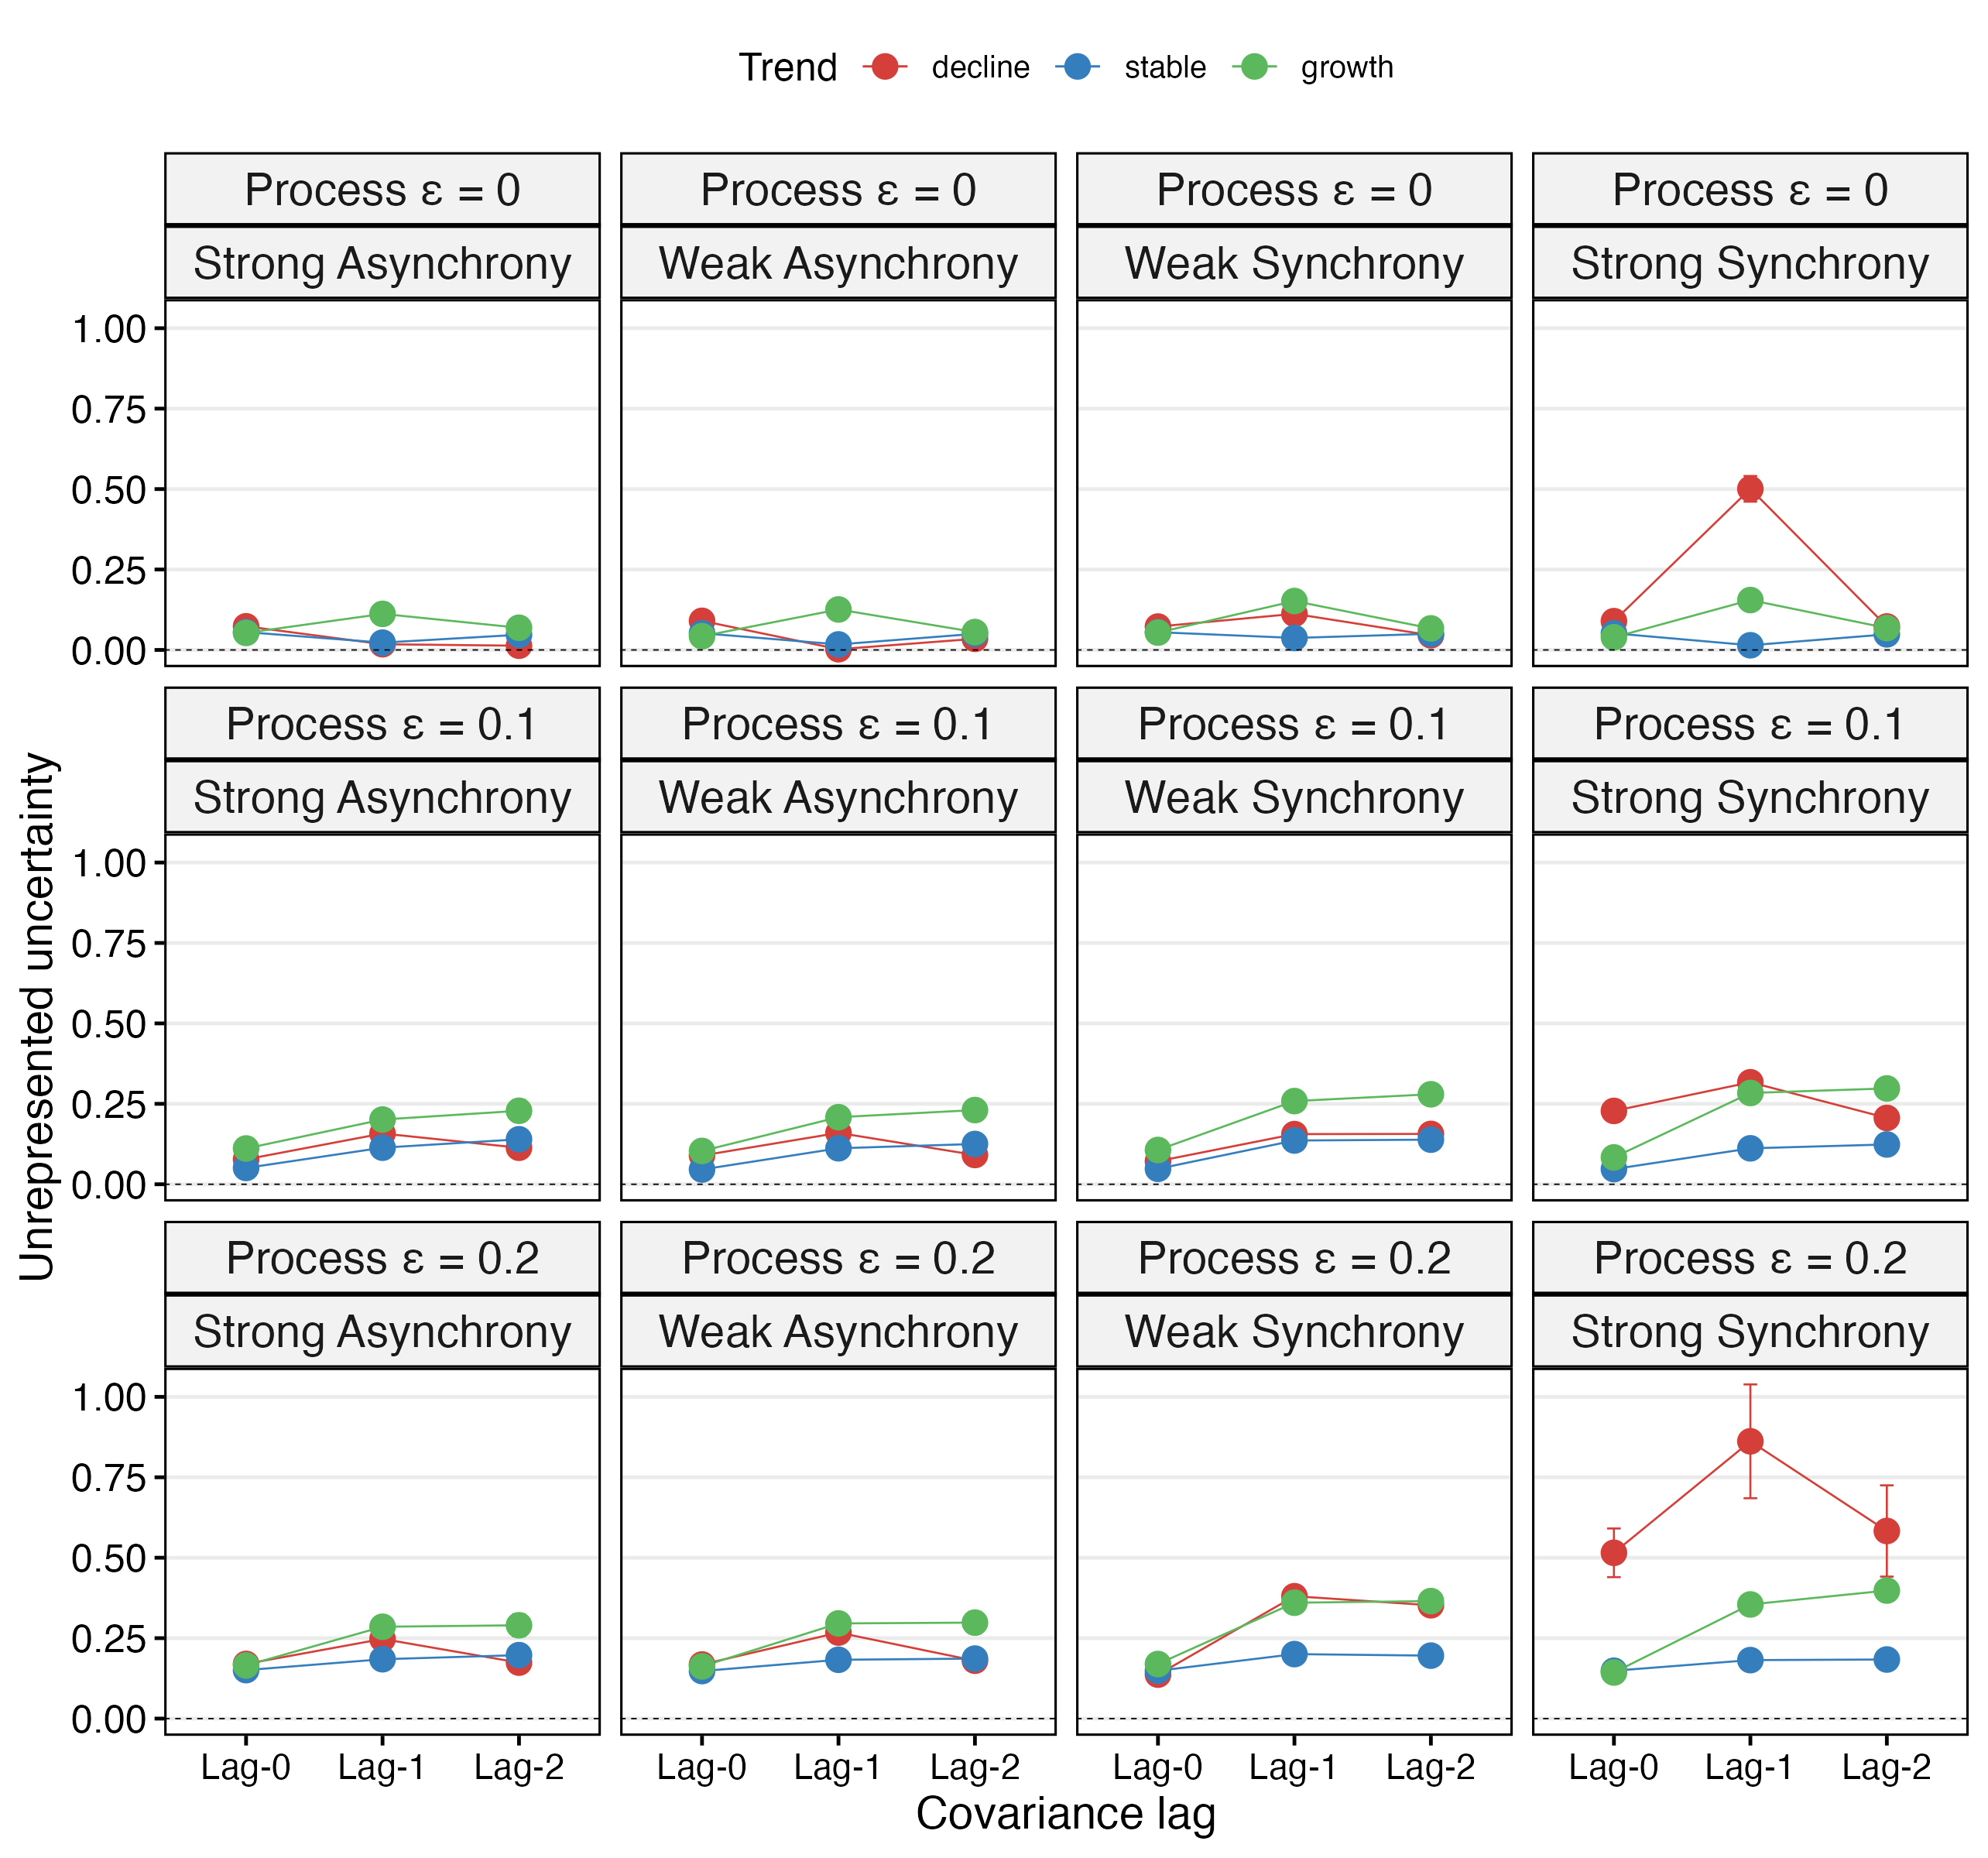 Trend decline stable growth
Process ε = 0 Process ε = 0 Process ε = 0 Process ε = 0
Strong Asynchrony Weak Asynchrony Weak Synchrony Strong Synchrony
1.00
0.75
0.50
0.25
0.00
Process ε = 0.1 Process ε = 0.1 Process ε = 0.1 Process ε = 0.1
Strong Asynchrony Weak Asynchrony Weak Synchrony Strong Synchrony
1.00
0.75
0.50
0.25
0.00
Unrepresented uncertainty
Process ε = 0.2 Process ε = 0.2 Process ε = 0.2 Process ε = 0.2
Strong Asynchrony Weak Asynchrony Weak Synchrony Strong Synchrony
1.00
0.75
0.50
0.25
0.00
Lag-0 Lag-1 Lag-2 Lag-0 Lag-1 Lag-2 Lag-0 Lag-1 Lag-2 Lag-0 Lag-1 Lag-2
Covariance lag